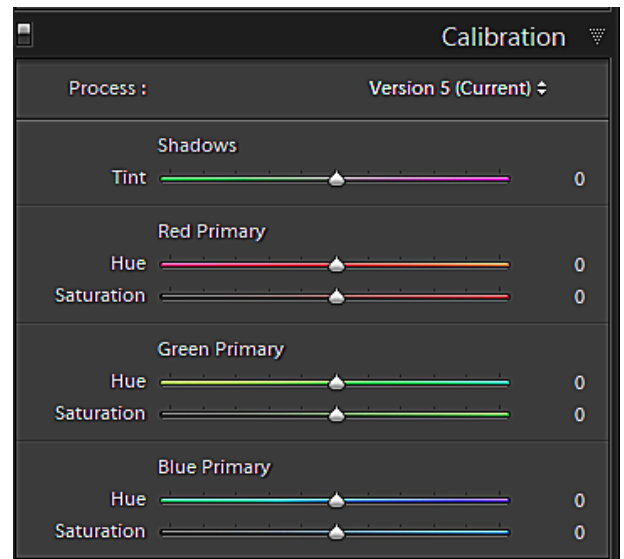 Calibration
Process : Version 5 (Current)
Shadows
Tint 0
Red Primary
Hue 0
Saturation 0
Green Primary
Hue 0
Saturation 0
Blue Primary
Hue 0
Saturation 0